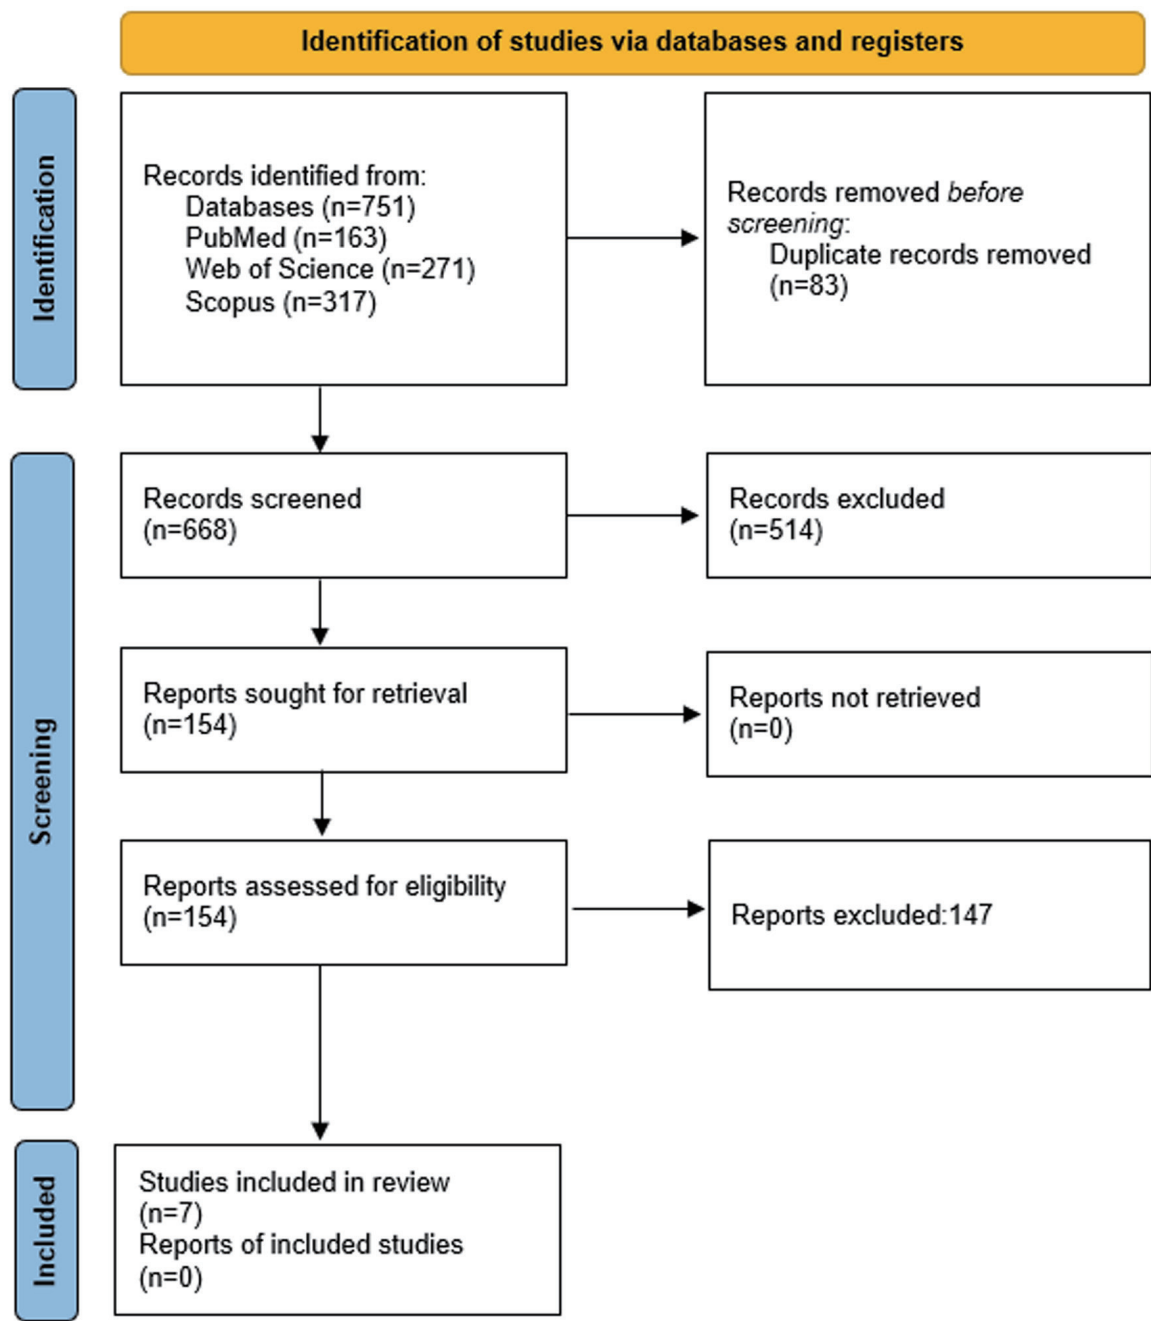 Identification of studies via databases and registers
Identification
Records identified from:
Databases (n=751)
PubMed (n=163)
Web of Science (n=271)
Scopus (n=317)
Records removed before
screening:
Duplicate records removed
(n=83)
Screening
Records screened
(n=668)
Records excluded
(n=514)
Reports sought for retrieval
(n=154)
Reports not retrieved
(n=0)
Reports assessed for eligibility
(n=154)
Reports excluded:147
Included
Studies included in review
(n=7)
Reports of included studies
(n=0)